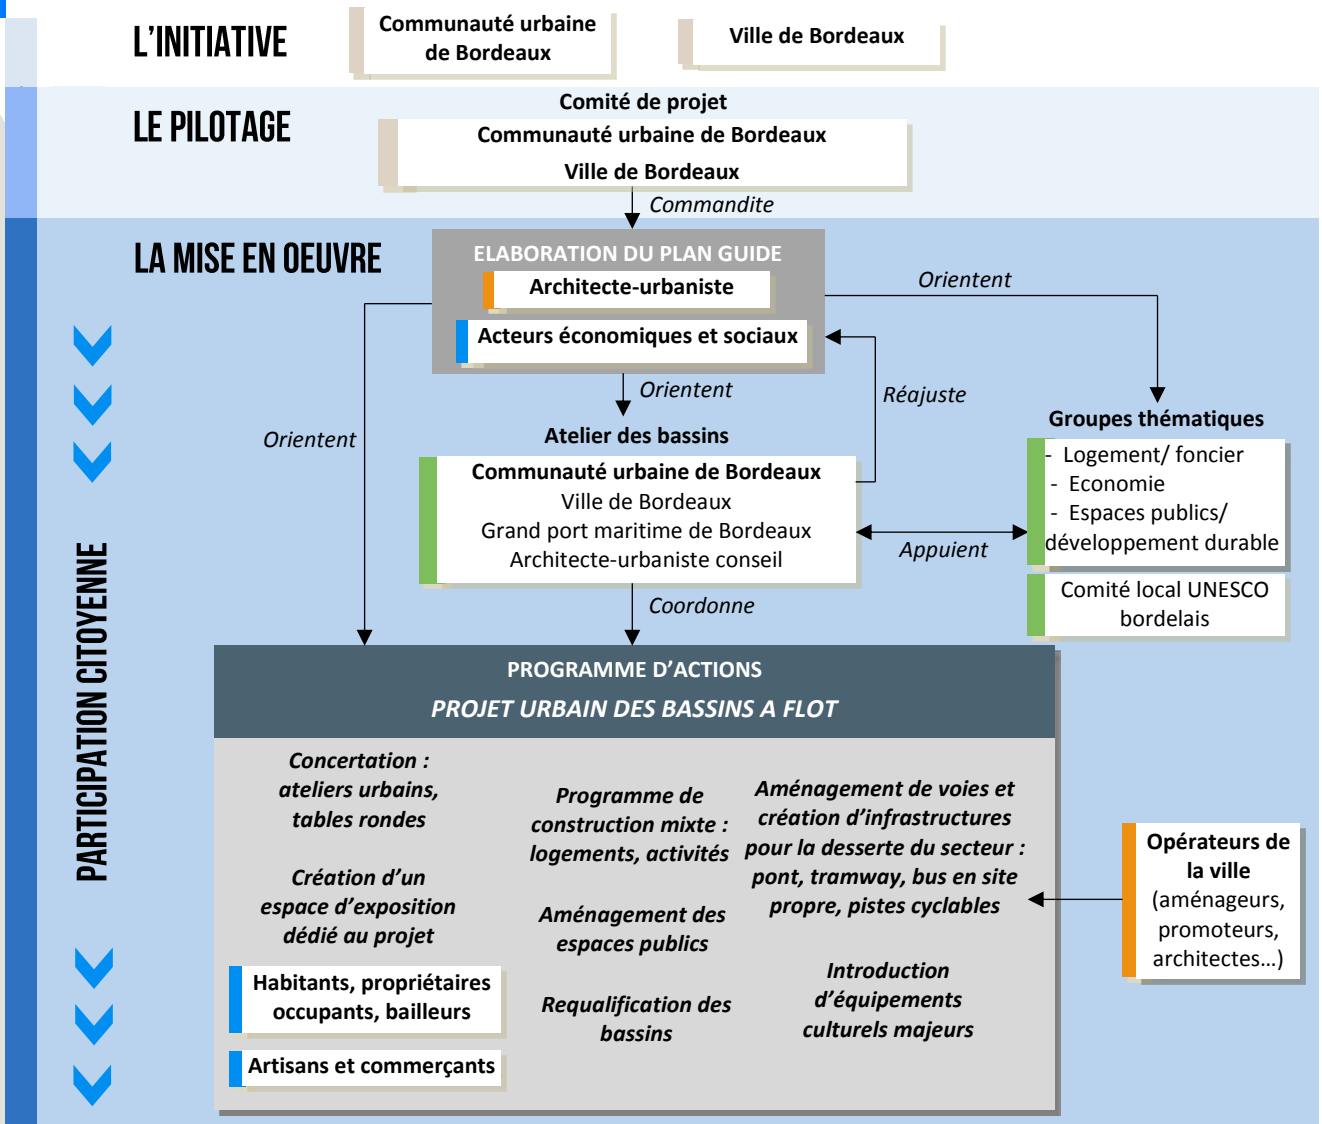 L'INITIATIVE
Communauté urbaine
de Bordeaux
Ville de Bordeaux
LE PILOTAGE
Comité de projet
Communauté urbaine de Bordeaux
Ville de Bordeaux
Commandite
LA MISE EN OEUVRE
ELABORATION DU PLAN GUIDE
Architecte-urbaniste
Acteurs économiques et sociaux
Orientent
Orientent
Orientent
Réajuste
Atelier des bassins
Communauté urbaine de Bordeaux
Ville de Bordeaux
Grand port maritime de Bordeaux
Architecte-urbaniste conseil
Appuient
Groupes thématiques
- Logement/ foncier
- Economie
- Espaces publics/
développement durable
Comité local UNESCO
bordelais
Coordonne
PARTICIPATION CITOYENNE
PROGRAMME D'ACTIONS
PROJET URBAIN DES BASSINS A FLOT
Concertation :
ateliers urbains,
tables rondes
Création d'un
espace d'exposition
dédié au projet
Habitants, propriétaires
occupants, bailleurs
Artisans et commerçants
Programme de
construction mixte :
logements, activités
Aménagement des
espaces publics
Requalification des
bassins
Aménagement de voies et
création d'infrastructures
pour la desserte du secteur :
pont, tramway, bus en site
propre, pistes cyclables
Introduction
d'équipements
culturels majeurs
Opérateurs de
la ville
(aménageurs,
promoteurs,
architectes…)